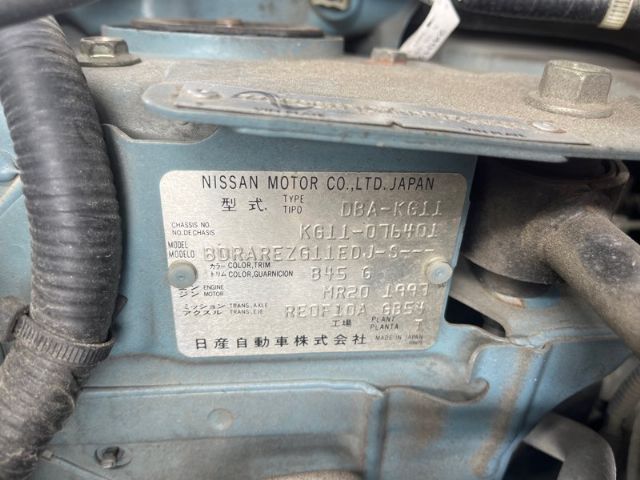 NISSAN MOTOR CO.,LTD.JAPAN
型式. TYPE TIPO DBA-KG11
CHASSIS NO. NO.DECHASIS KG11-076401
MODEL MODELO BDRAREZG11EDJ-S---
カラー COLOR,TRIM
トリム COLOR,GUARNICION B45 G
エンジン ENGINE MOTOR MR20 1997
ミッション TRANS.AXLE
アクスル TRANS.EJE RE0F10A GB54
工場 PLANT PLANTA I
日産自動車株式会社 MADE IN JAPAN